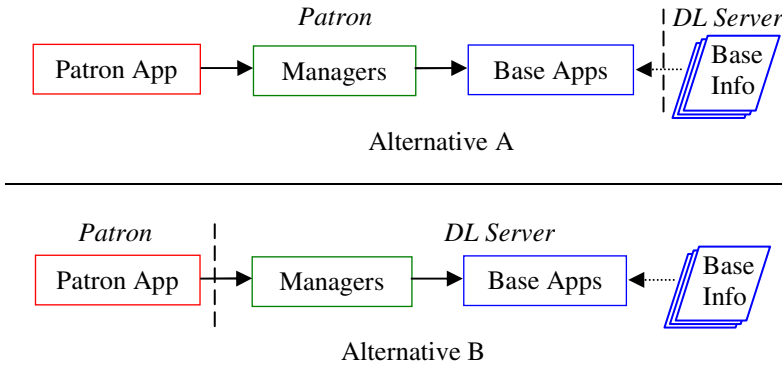 Patron
DL Server
Patron App
Managers
Base Apps
Base
Info
Alternative A
Patron
DL Server
Patron App
Managers
Base Apps
Base
Info
Alternative B